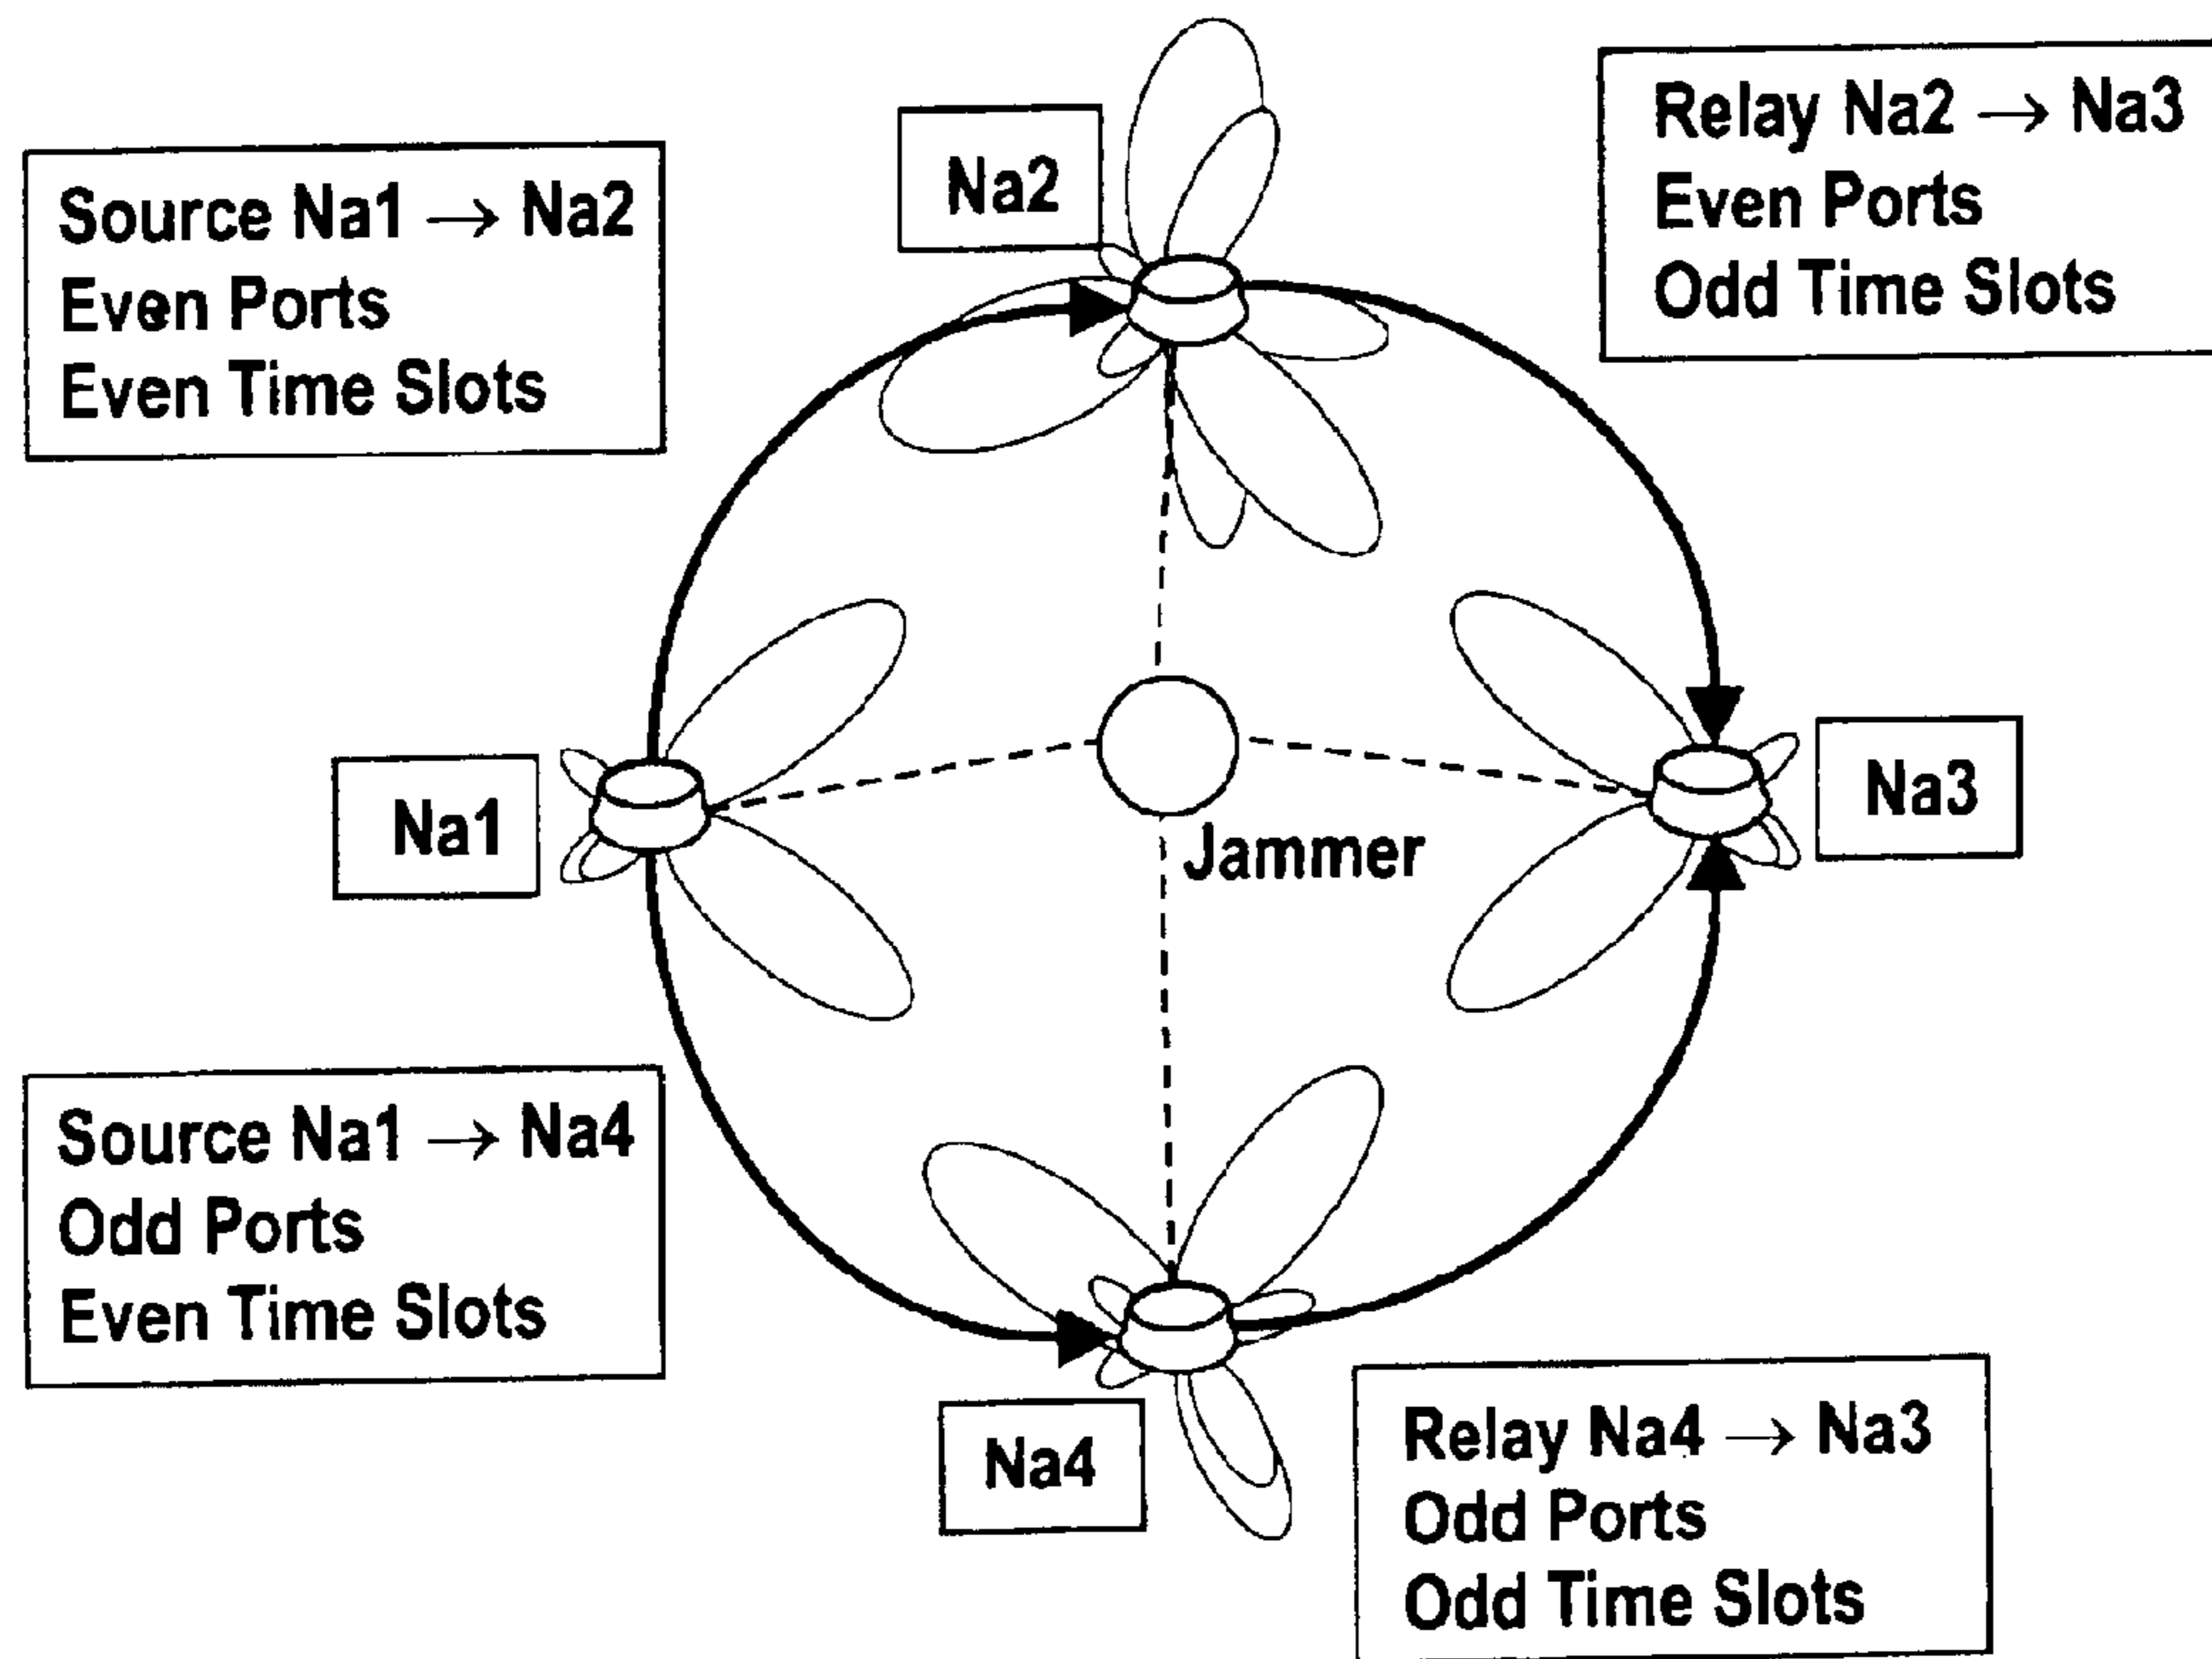 Source Na1 → Na2
Even Ports
Even Time Slots
Na2
Relay Na2 → Na3
Even Ports
Odd Time Slots
Na1
Jammer
Na3
Source Na1 → Na4
Odd Ports
Even Time Slots
Na4
Relay Na4 → Na3
Odd Ports
Odd Time Slots